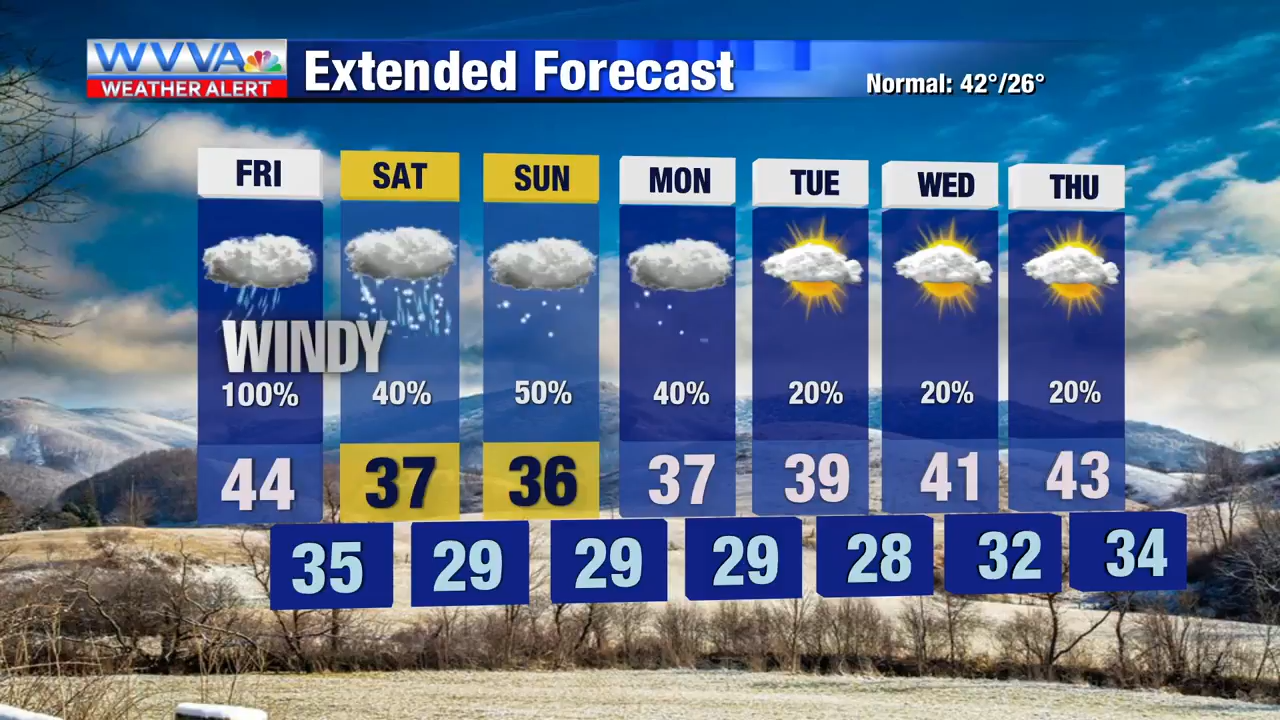 WVVA
WEATHER ALERT
Extended Forecast
Normal: 42°/26°
FRI SAT SUN MON TUE WED THU
WINDY
100% 40% 50% 40% 20% 20% 20%
44 37 36 37 39 41 43
35 29 29 29 28 32 34